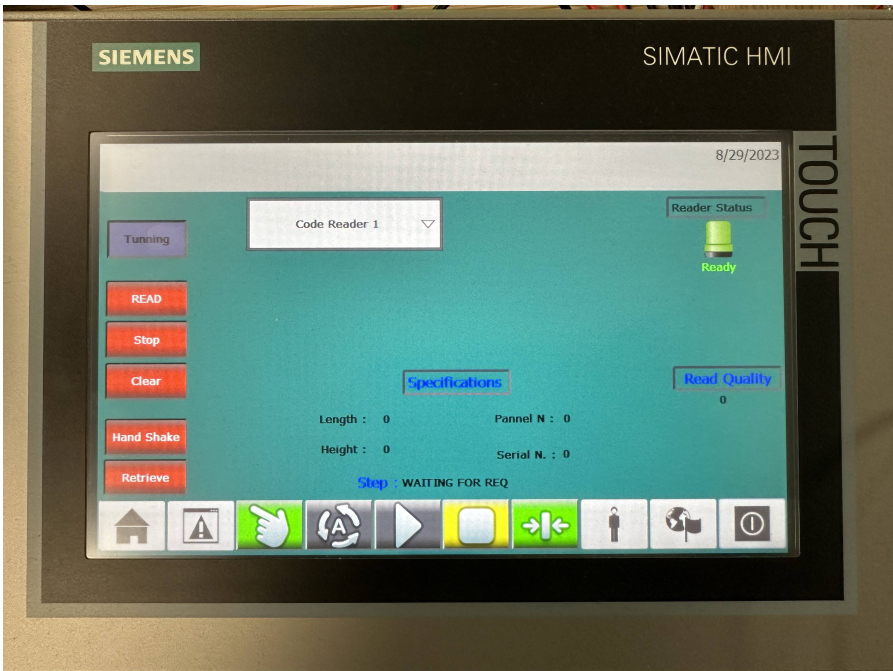 SIEMENS
SIMATIC HMI
TOUCH
8/29/2023
Code Reader 1
Reader Status
Tunning
Ready
READ
Stop
Clear
Specifications
Read Quality
0
Length : 0
Pannel N : 0
Hand Shake
Height : 0
Serial N. : 0
Retrieve
Step : WAITING FOR REQ
A